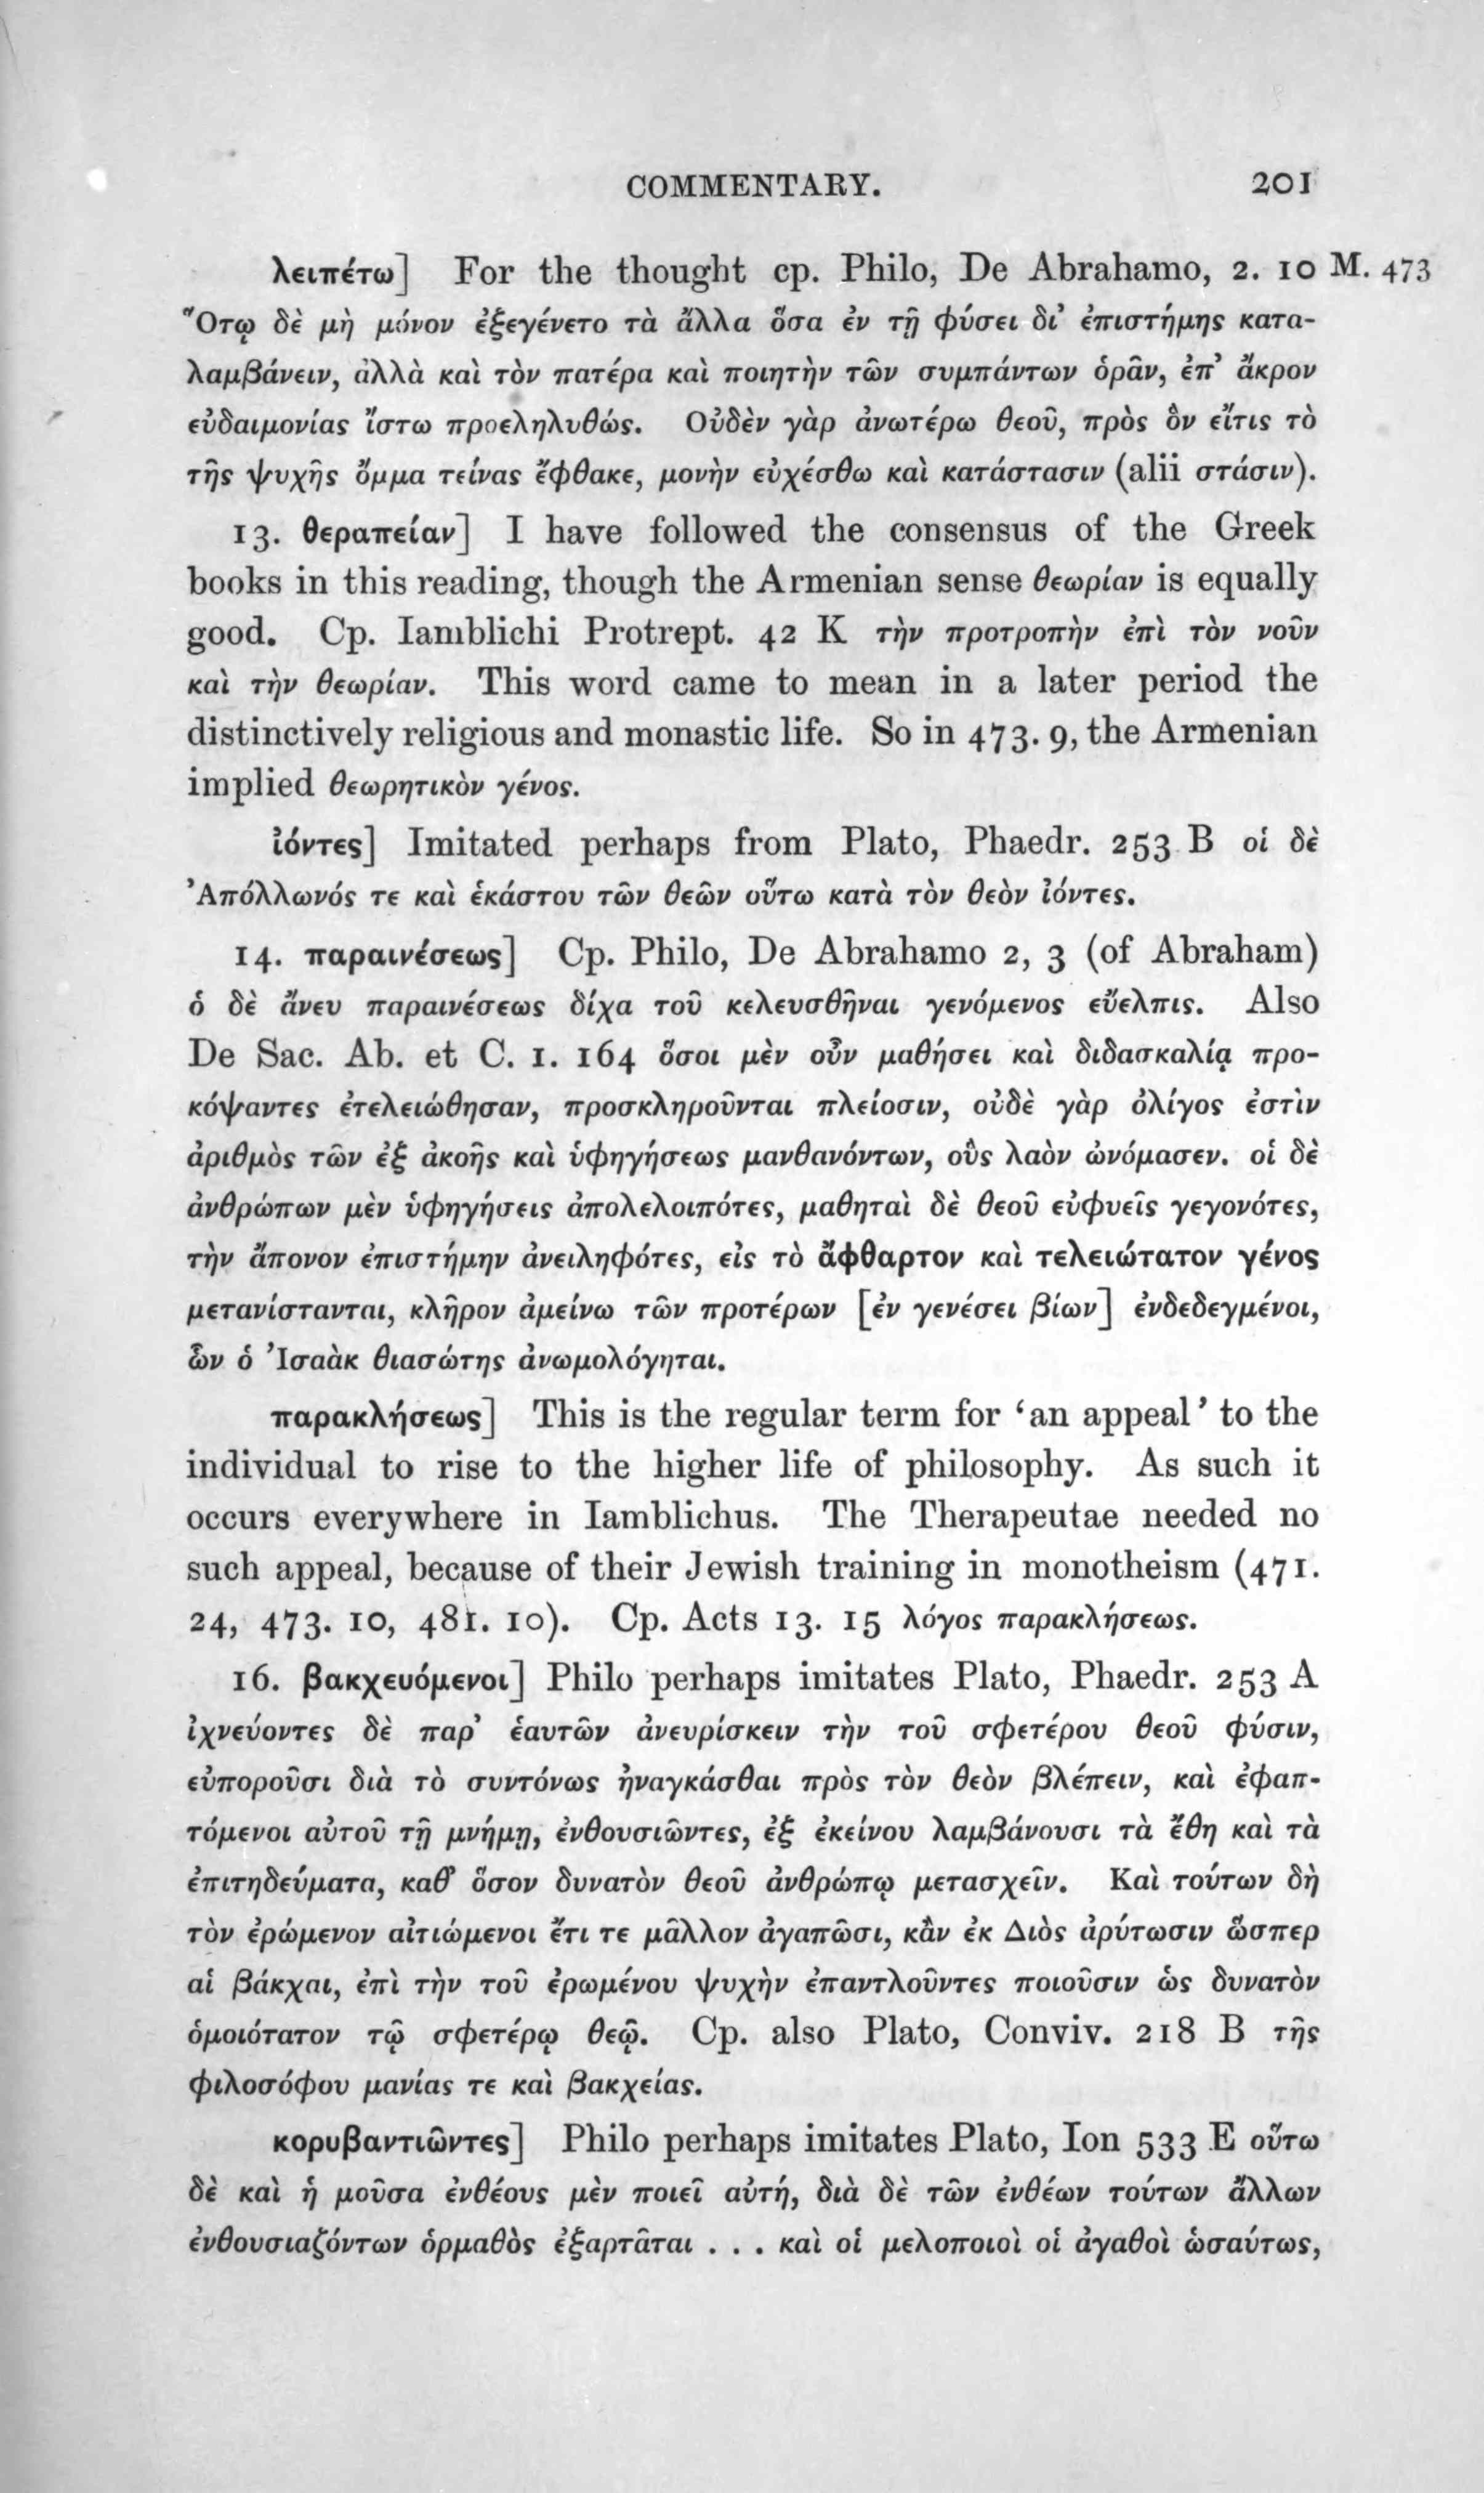 COMMENTARY. 201
λειπέτω] For the thought cp. Philo, De Abrahamo, 2. 10 M. 473
Ὅτῳ δὲ μὴ μόνον ἐξεγένετο τὰ ἄλλα ὅσα ἐν τῇ φύσει δι’ ἐπιστήμης κατα-
λαμβάνειν, ἀλλὰ καὶ τὸν πατέρα καὶ ποιητὴν τῶν συμπάντων ὁρᾶν, ἐπ’ ἄκρον
εὐδαιμονίας ἴστω προεληλυθώς. Οὐδὲν γὰρ ἀνωτέρω θεοῦ, πρὸς ὃν εἴτις τὸ
τῆς ψυχῆς ὄμμα τείνας ἔφθακε, μονὴν εὐχέσθω καὶ κατάστασιν (alii στάσιν).
13. θεραπείαν] I have followed the consensus of the Greek
books in this reading, though the Armenian sense θεωρίαν is equally
good. Cp. Iamblichi Protrept. 42 K τὴν προτροπὴν ἐπὶ τὸν νοῦν
καὶ τὴν θεωρίαν. This word came to mean in a later period the
distinctively religious and monastic life. So in 473. 9, the Armenian
implied θεωρητικὸν γένος.
ἰόντες] Imitated perhaps from Plato, Phaedr. 253 B οἱ δὲ
Ἀπόλλωνός τε καὶ ἑκάστου τῶν θεῶν οὕτω κατὰ τὸν θεὸν ἰόντες.
14. παραινέσεως] Cp. Philo, De Abrahamo 2, 3 (of Abraham)
ὁ δὲ ἄνευ παραινέσεως δίχα τοῦ κελευσθῆναι γενόμενος εὔελπις. Also
De Sac. Ab. et C. 1. 164 ὅσοι μὲν οὖν μαθήσει καὶ διδασκαλίᾳ προ-
κόψαντες ἐτελειώθησαν, προσκληροῦνται πλείοσιν, οὐδὲ γὰρ ὀλίγος ἐστὶν
ἀριθμὸς τῶν ἐξ ἀκοῆς καὶ ὑφηγήσεως μανθανόντων, οὓς λαὸν ὠνόμασεν. οἱ δὲ
ἀνθρώπων μὲν ὑφηγήσεις ἀπολελοιπότες, μαθηταὶ δὲ θεοῦ εὐφυεῖς γεγονότες,
τὴν ἄπονον ἐπιστήμην ἀνειληφότες, εἰς τὸ ἄφθαρτον καὶ τελειώτατον γένος
μετανίστανται, κλῆρον ἀμείνω τῶν προτέρων [ἐν γενέσει βίων] ἐνδεδεγμένοι,
ὧν ὁ Ἰσαὰκ θιασώτης ἀνωμολόγηται.
παρακλήσεως] This is the regular term for ‘an appeal’ to the
individual to rise to the higher life of philosophy. As such it
occurs everywhere in Iamblichus. The Therapeutae needed no
such appeal, because of their Jewish training in monotheism (471.
24, 473. 10, 481. 10). Cp. Acts 13. 15 λόγος παρακλήσεως.
16. βακχευόμενοι] Philo perhaps imitates Plato, Phaedr. 253 A
ἰχνεύοντες δὲ παρ’ ἑαυτῶν ἀνευρίσκειν τὴν τοῦ σφετέρου θεοῦ φύσιν,
εὐποροῦσι διὰ τὸ συντόνως ἠναγκάσθαι πρὸς τὸν θεὸν βλέπειν, καὶ ἐφαπ-
τόμενοι αὐτοῦ τῇ μνήμῃ, ἐνθουσιῶντες, ἐξ ἐκείνου λαμβάνουσι τὰ ἔθη καὶ τὰ
ἐπιτηδεύματα, καθ’ ὅσον δυνατὸν θεοῦ ἀνθρώπῳ μετασχεῖν. Καὶ τούτων δὴ
τὸν ἐρώμενον αἰτιώμενοι ἔτι τε μᾶλλον ἀγαπῶσι, κἂν ἐκ Διὸς ἀρύτωσιν ὥσπερ
αἱ βάκχαι, ἐπὶ τὴν τοῦ ἐρωμένου ψυχὴν ἐπαντλοῦντες ποιοῦσιν ὡς δυνατὸν
ὁμοιότατον τῷ σφετέρῳ θεῷ. Cp. also Plato, Conviv. 218 B τῆς
φιλοσόφου μανίας τε καὶ βακχείας.
κορυβαντιῶντες] Philo perhaps imitates Plato, Ion 533 E οὕτω
δὲ καὶ ἡ μοῦσα ἐνθέους μὲν ποιεῖ αὐτή, διὰ δὲ τῶν ἐνθέων τούτων ἄλλων
ἐνθουσιαζόντων ὁρμαθὸς ἐξαρτᾶται . . . καὶ οἱ μελοποιοὶ οἱ ἀγαθοὶ ὡσαύτως,